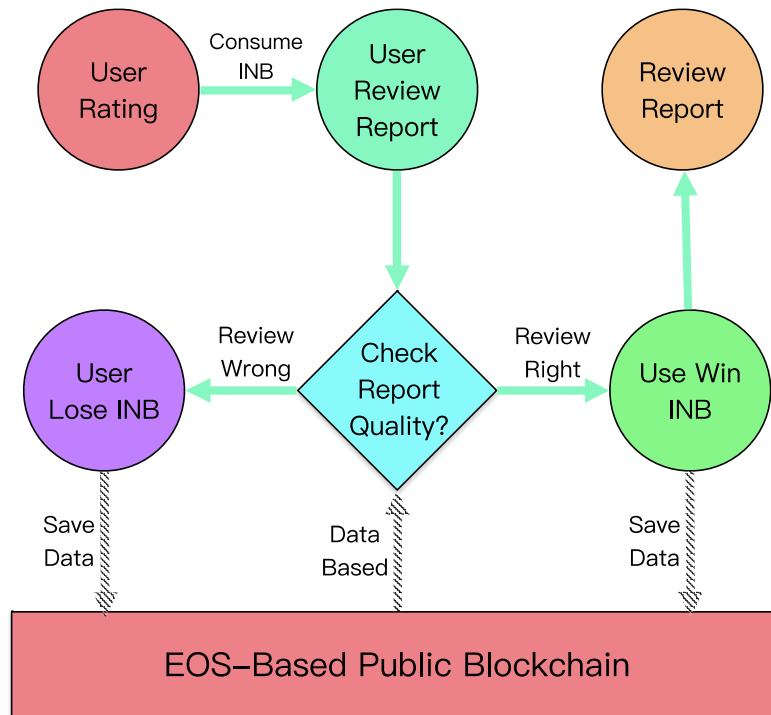 User
Rating
Consume
INB
User
Review
Report
Review
Report
User
Lose INB
Review
Wrong
Check
Report
Quality?
Review
Right
Use Win
INB
Save
Data
Data
Based
Save
Data
EOS-Based Public Blockchain